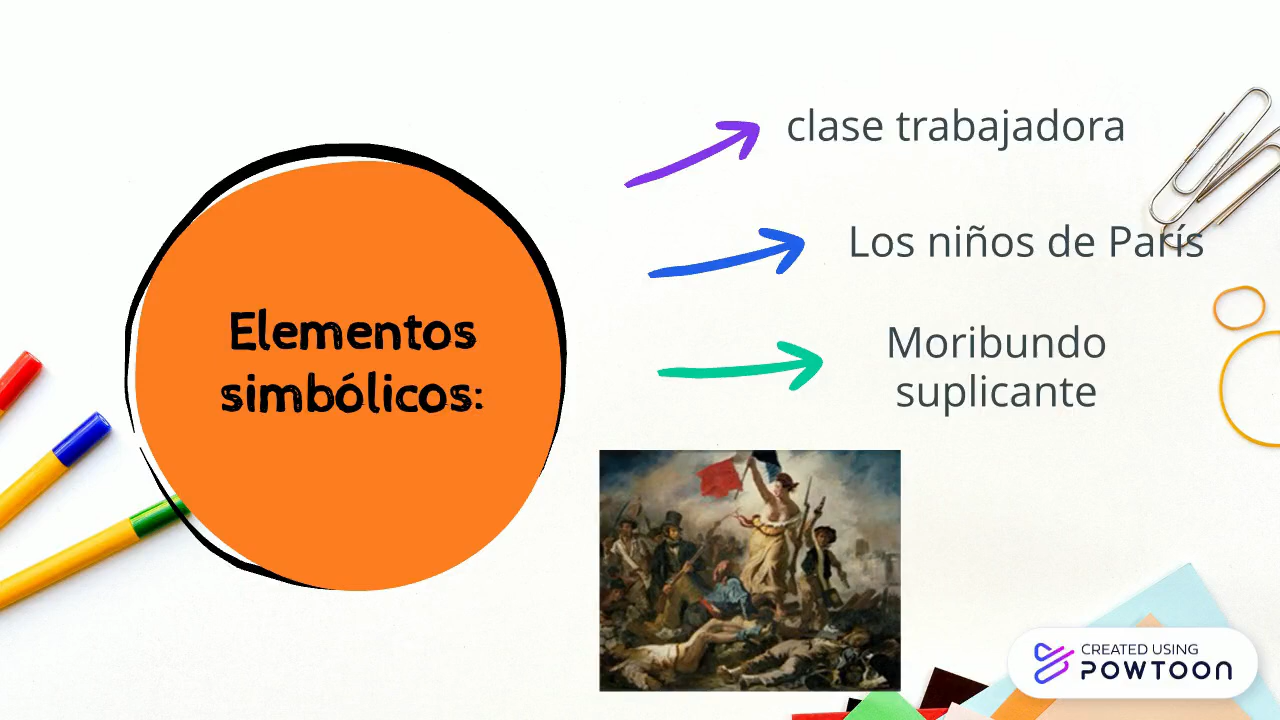 clase trabajadora
Los niños de París
Moribundo
suplicante
Elementos
simbólicos:
CREATED USING
POWTOON